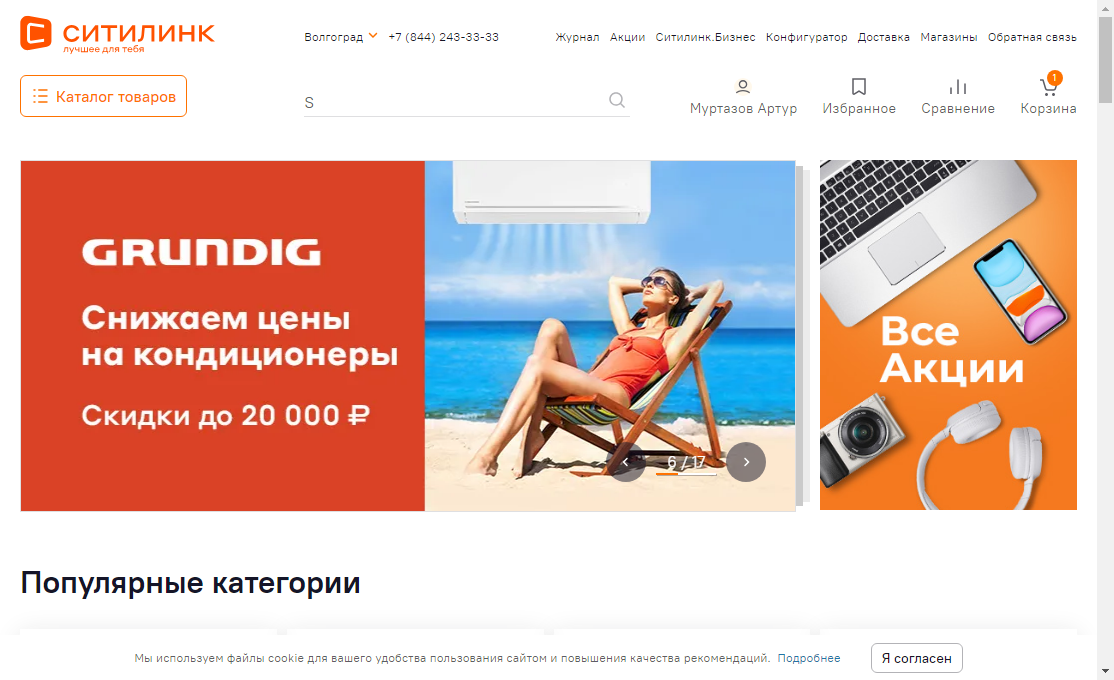 СИТИЛИНК
лучшее для тебя
Волгоград +7 (844) 243-33-33 Журнал Акции Ситилинк.Бизнес Конфигуратор Доставка Магазины Обратная связь
Каталог товаров
S
1
Муртазов Артур Избранное Сравнение Корзина
GRUNDIG
Снижаем цены
на кондиционеры
Скидки до 20 000 ₽
6 / 17
Все
Акции
Популярные категории
Мы используем файлы cookie для вашего удобства пользования сайтом и повышения качества рекомендаций. Подробнее
Я согласен